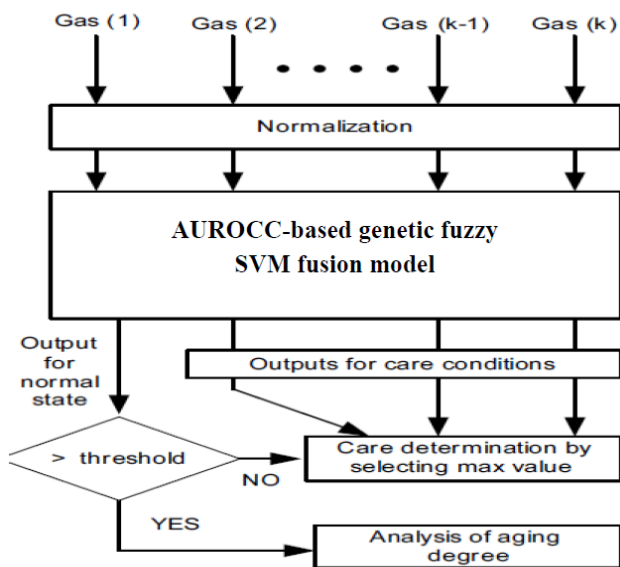 Gas (1) Gas (2) Gas (k-1) Gas (k)
Normalization
AUROCC-based genetic fuzzy
SVM fusion model
Output
for
normal
state
Outputs for care conditions
> threshold
NO
Care determination by
selecting max value
YES
Analysis of aging
degree